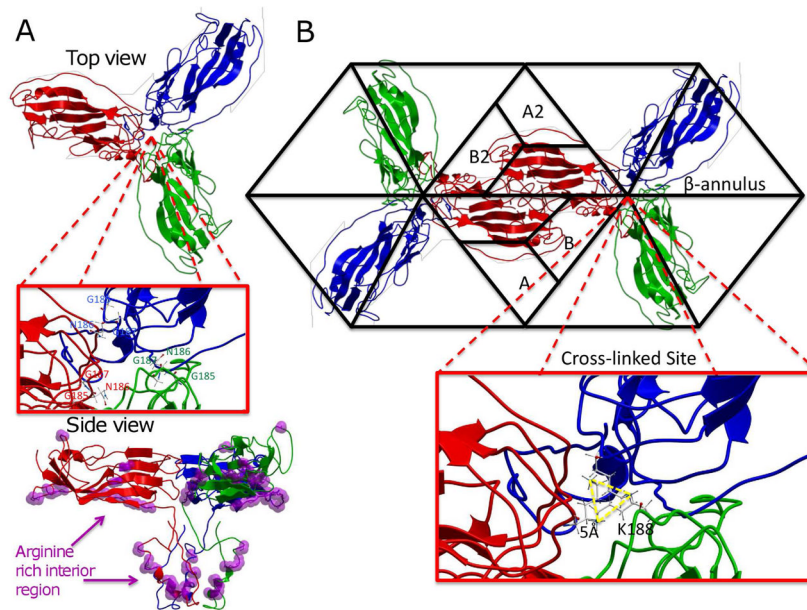 A
Top view
B
A2
B2
β-annulus
B
A
G185
N186
N186
G187
G185
G187
N186
G185
Cross-linked Site
Side view
Arginine
rich interior
region
5Å
K188